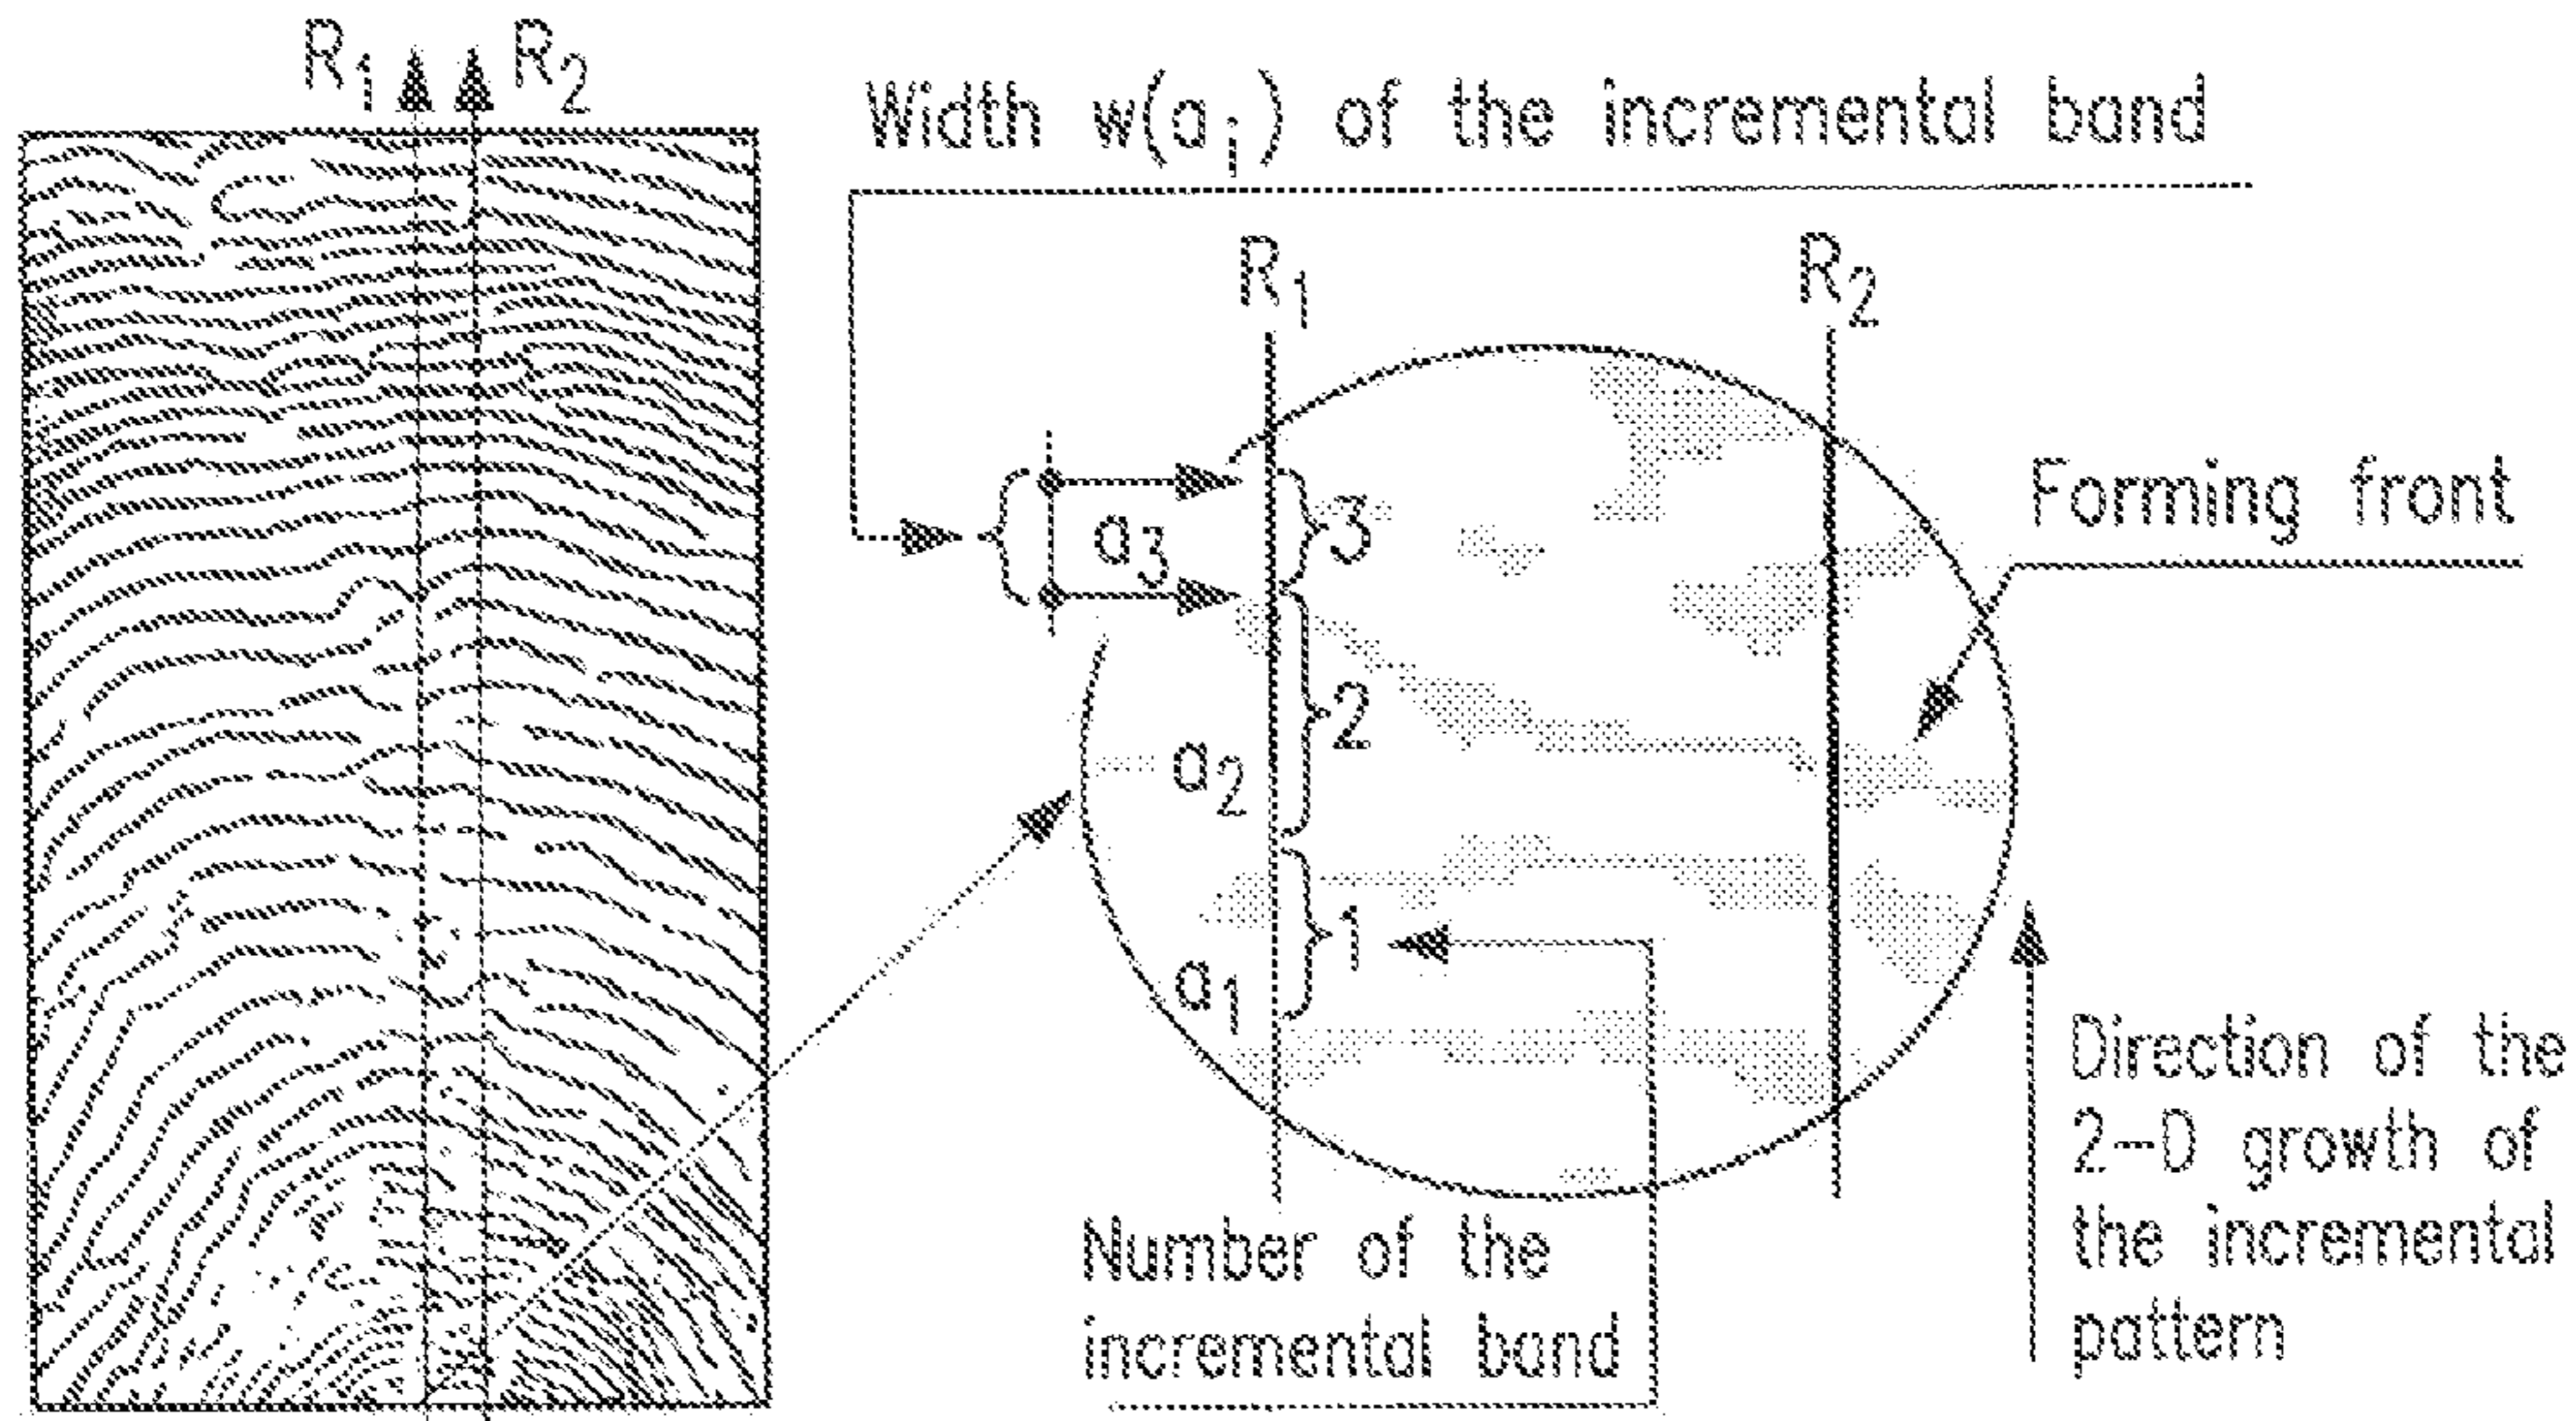 R1 R2
Width w(ai) of the incremental band
R1 R2
Forming front
a3 3
2
a2
1
a1
Direction of the
2-D growth of
the incremental
pattern
Number of the
incremental band